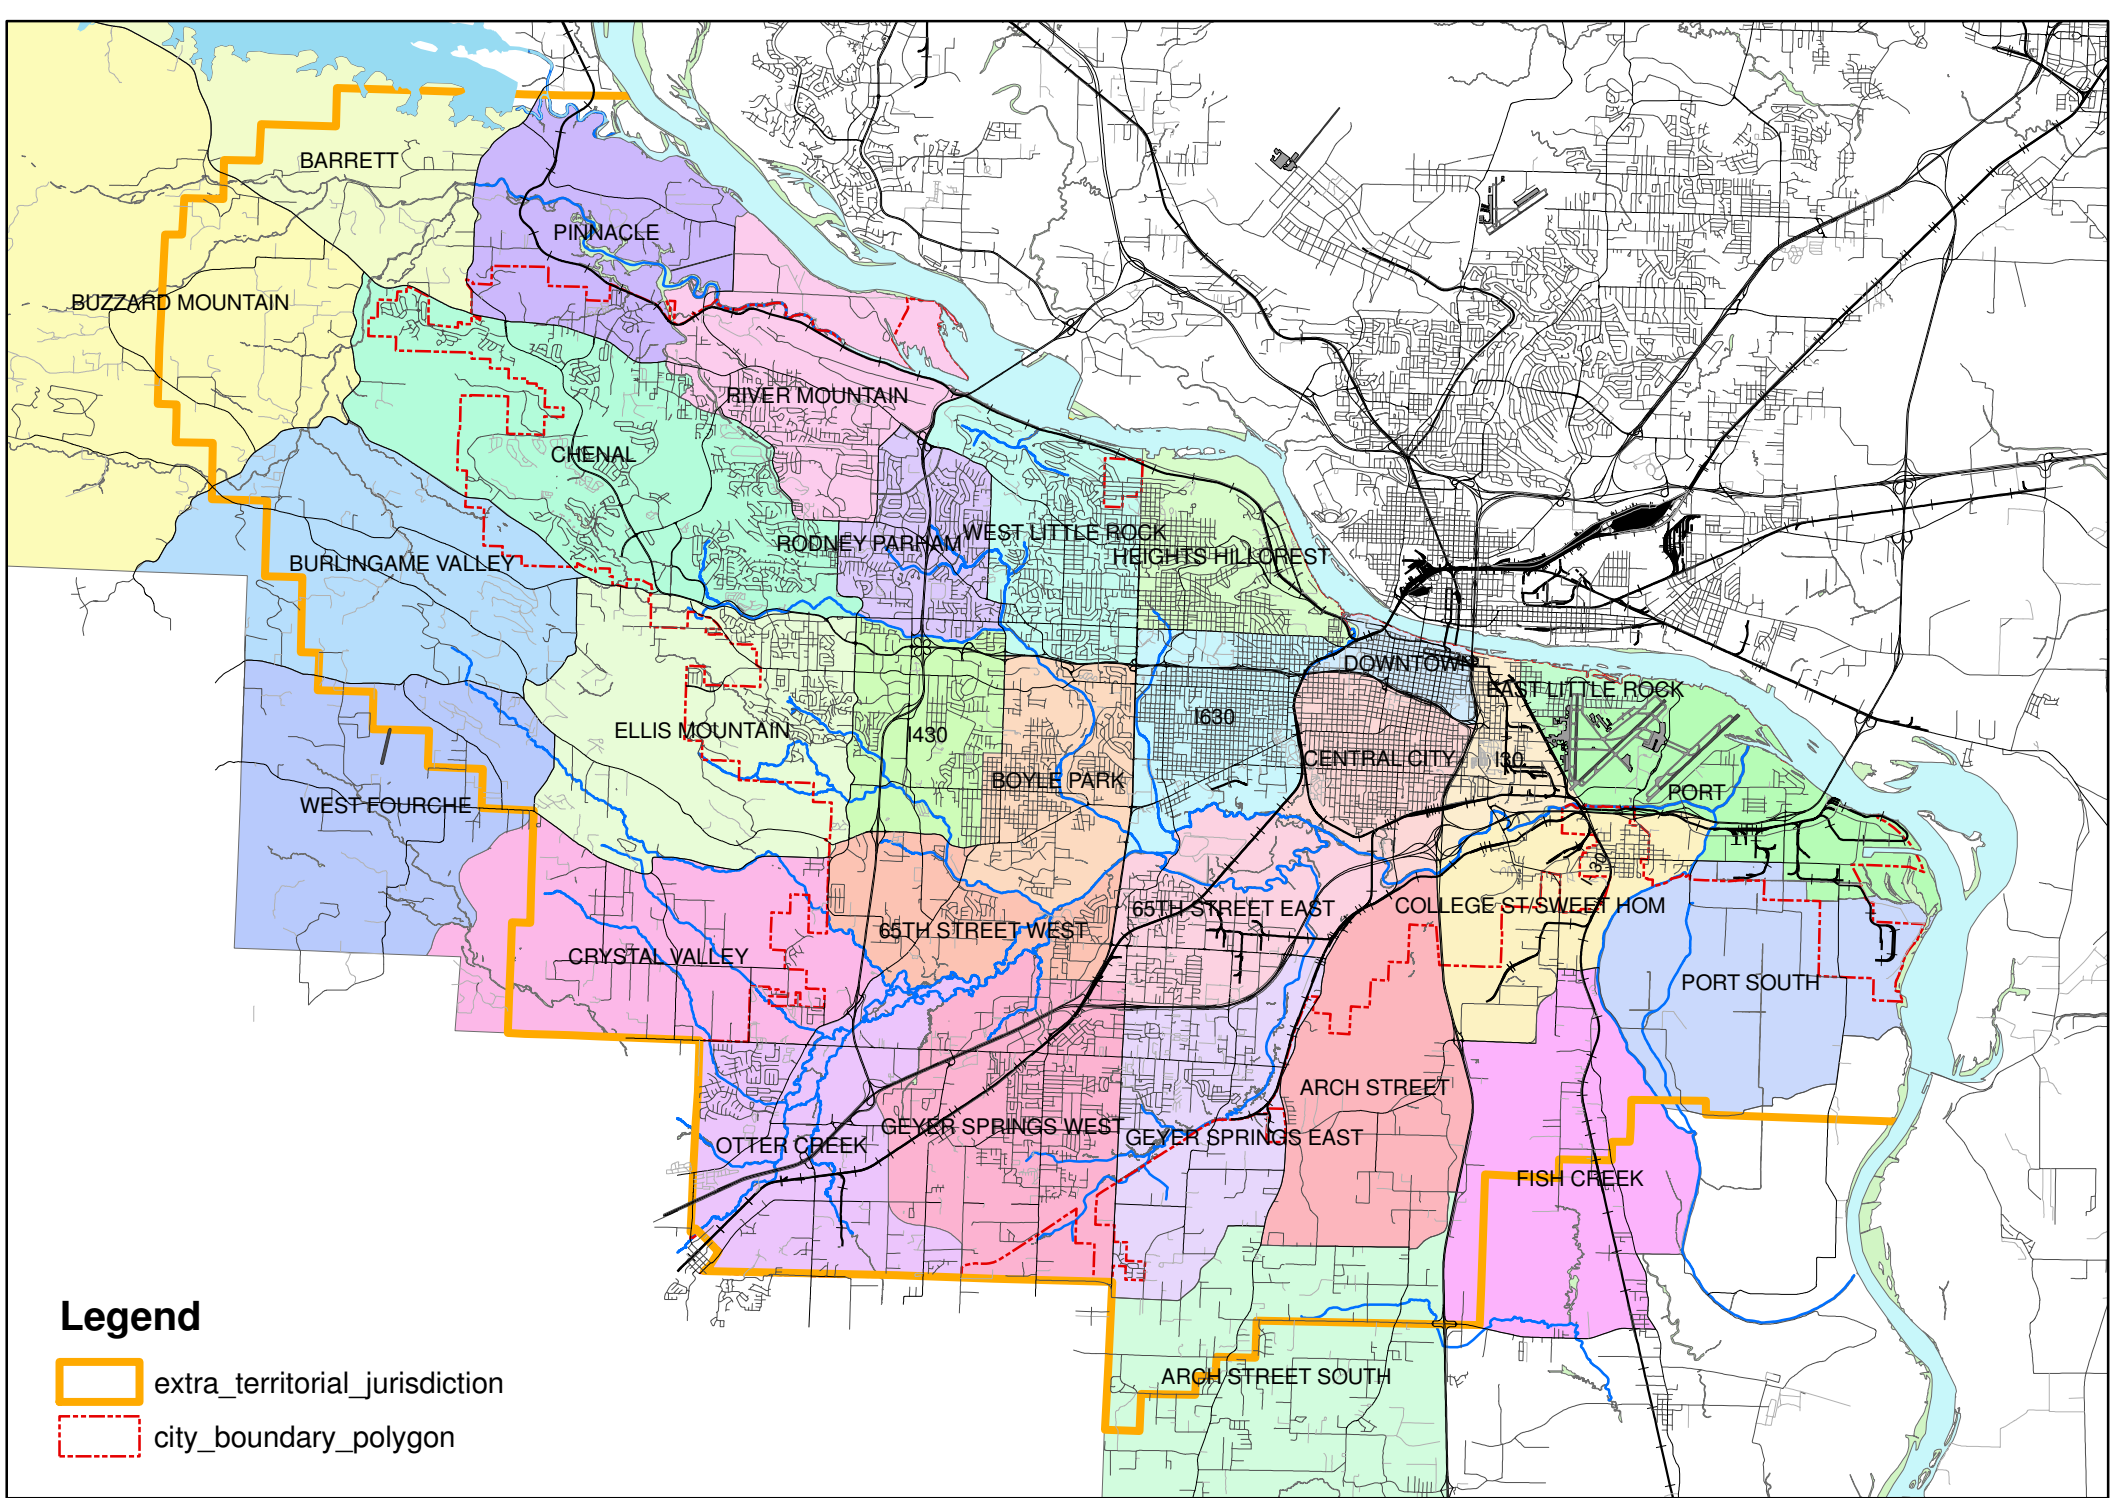 BARRETT
PINNACLE
BUZZARD MOUNTAIN
RIVER MOUNTAIN
CHENAL
RODNEY PARHAM
WEST LITTLE ROCK
HEIGHTS HILLCREST
BURLINGAME VALLEY
DOWNTOWN
EAST LITTLE ROCK
I630
ELLIS MOUNTAIN
I430
CENTRAL CITY
I30
BOYLE PARK
PORT
WEST FOURCHE
I 30
65TH STREET EAST
COLLEGE ST/SWEET HOM
65TH STREET WEST
CRYSTAL VALLEY
PORT SOUTH
ARCH STREET
GEYER SPRINGS WEST
GEYER SPRINGS EAST
OTTER CREEK
FISH CREEK
ARCH STREET SOUTH
Legend
extra_territorial_jurisdiction
city_boundary_polygon